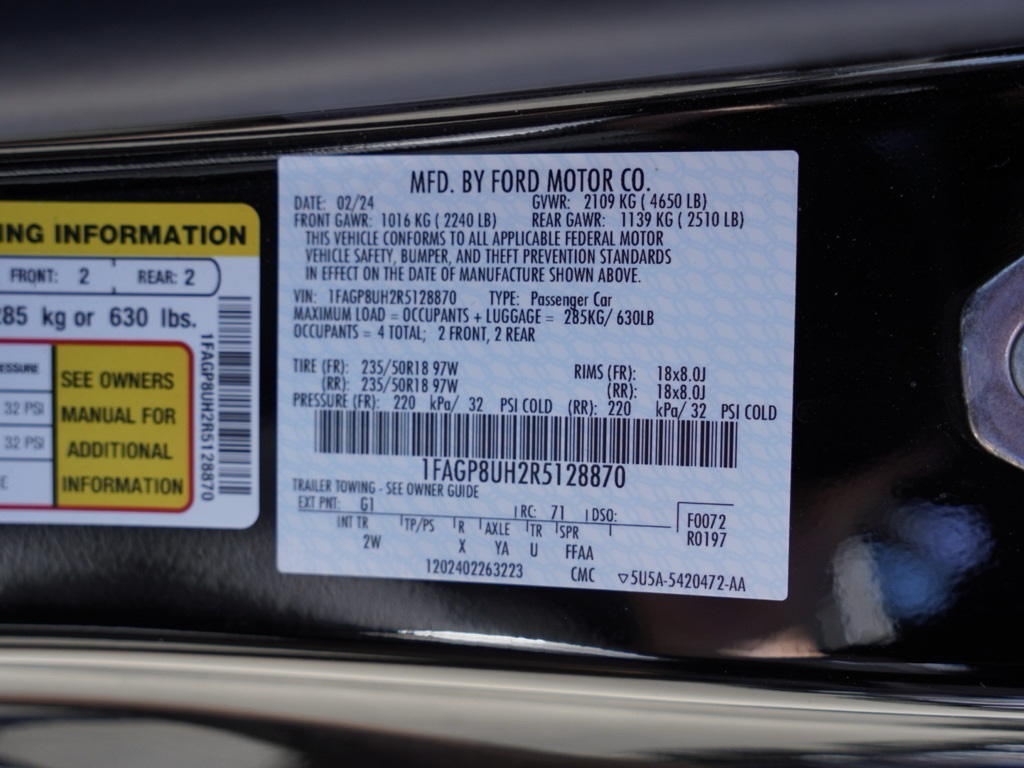 ING INFORMATION
FRONT: 2 REAR: 2
285 kg or 630 lbs.
ESSURE
32 PSI
32 PSI
E
SEE OWNERS
MANUAL FOR
ADDITIONAL
INFORMATION
1FAGP8UH2R5128870
MFD. BY FORD MOTOR CO.
DATE: 02/24 GVWR: 2109 KG ( 4650 LB)
FRONT GAWR: 1016 KG ( 2240 LB) REAR GAWR: 1139 KG ( 2510 LB)
THIS VEHICLE CONFORMS TO ALL APPLICABLE FEDERAL MOTOR
VEHICLE SAFETY, BUMPER, AND THEFT PREVENTION STANDARDS
IN EFFECT ON THE DATE OF MANUFACTURE SHOWN ABOVE.
VIN: 1FAGP8UH2R5128870 TYPE: Passenger Car
MAXIMUM LOAD = OCCUPANTS + LUGGAGE = 285KG/ 630LB
OCCUPANTS = 4 TOTAL; 2 FRONT, 2 REAR
TIRE (FR): 235/50R18 97W RIMS (FR): 18x8.0J
(RR): 235/50R18 97W (RR): 18x8.0J
PRESSURE (FR): 220 kPa/ 32 PSI COLD (RR): 220 kPa/ 32 PSI COLD
1FAGP8UH2R5128870
TRAILER TOWING - SEE OWNER GUIDE
EXT PNT: G1 RC: 71 DSO: F0072
INT TR TP/PS R AXLE TR SPR R0197
2W X YA U FFAA
1202402263223 CMC ▽5U5A-5420472-AA